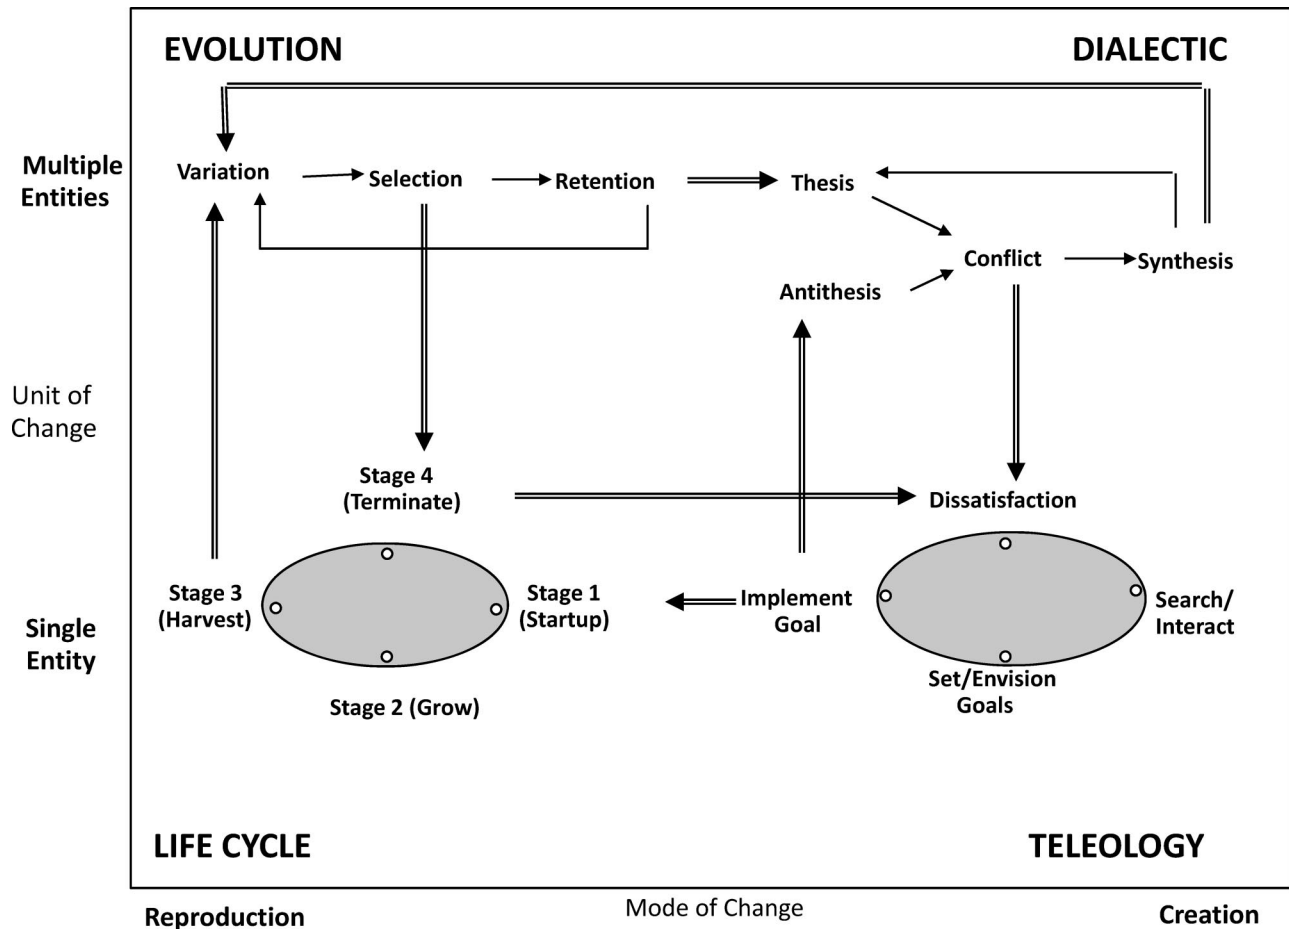 EVOLUTION
DIALECTIC
Multiple
Entities
Variation
Selection
Retention
Thesis
Conflict
Synthesis
Antithesis
Unit of
Change
Stage 4
(Terminate)
Dissatisfaction
Stage 3
(Harvest)
Stage 1
(Startup)
Implement
Goal
Search/
Interact
Single
Entity
Stage 2 (Grow)
Set/Envision
Goals
LIFE CYCLE
TELEOLOGY
Reproduction
Mode of Change
Creation